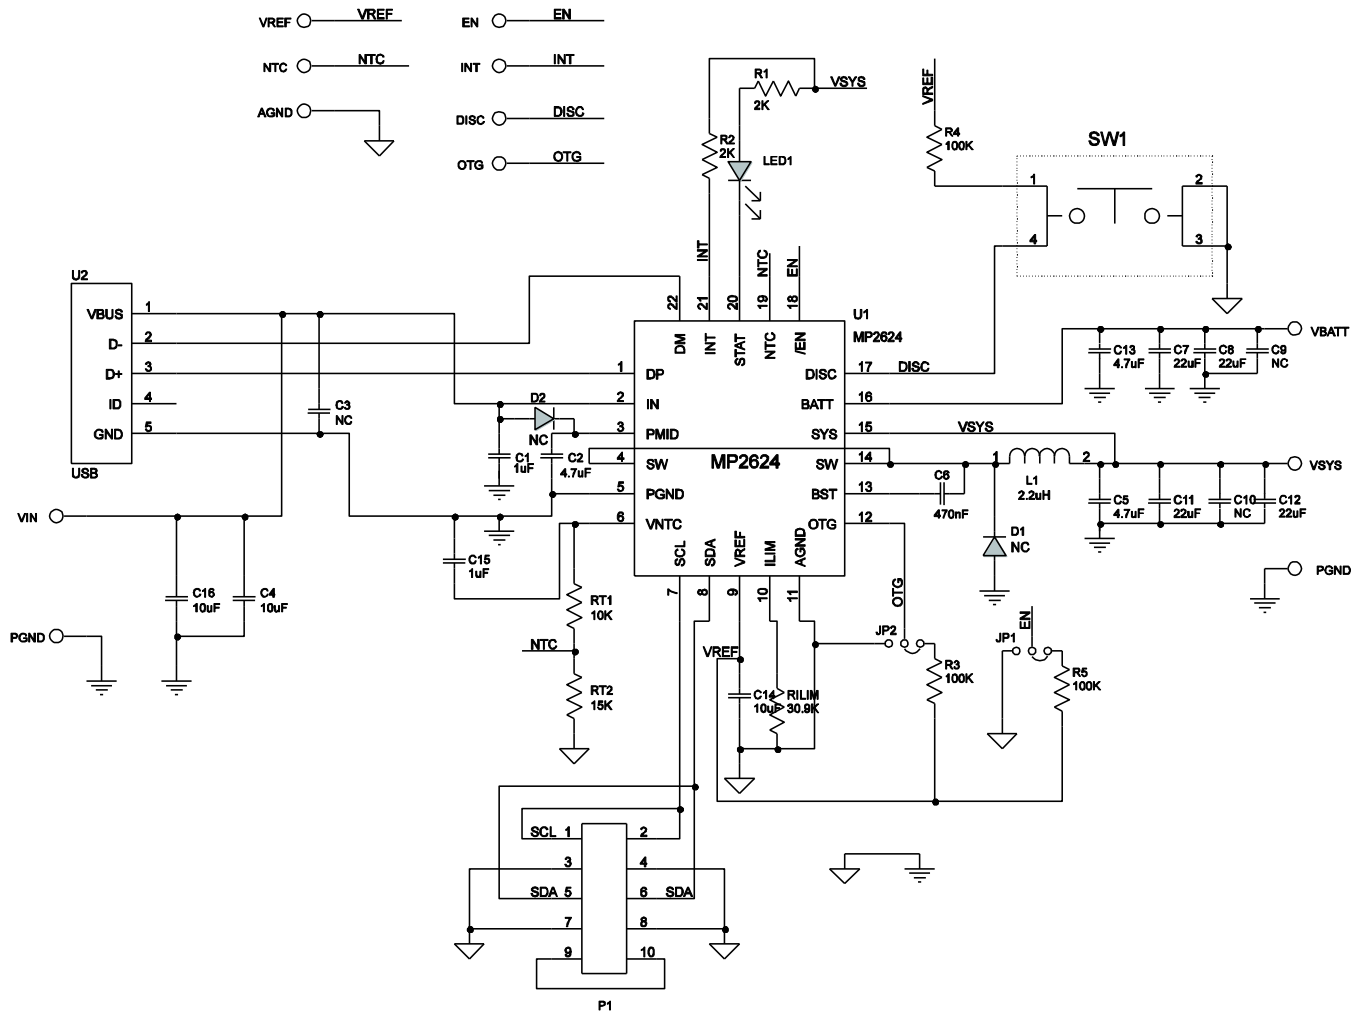 VREF VREF EN EN
NTC NTC INT INT
AGND DISC DISC
OTG OTG
R1
2K
VSYS
R2
2K
LED1
VREF
R4
100K
SW1
1 2
4 3
INT
NTC
EN
U2
VBUS 1
D- 2
D+ 3
ID 4
GND 5
USB
C3
NC
22 21 20 19 18
U1
MP2624
DM INT STAT NTC /EN
1 DP DISC 17 DISC
2 IN BATT 16
3 PMID SYS 15 VSYS
4 SW MP2624 SW 14
5 PGND BST 13
6 VNTC OTG 12
SCL SDA VREF ILIM AGND
7 8 9 10 11
D2
NC
C1
1uF
C2
4.7uF
VBATT
C13
4.7uF
C7
22uF
C8
22uF
C9
NC
1 2
L1
2.2uH
VSYS
C6
470nF
C5
4.7uF
C11
22uF
C10
NC
C12
22uF
D1
NC
PGND
VIN
C15
1uF
C16
10uF
C4
10uF
PGND
RT1
10K
NTC
RT2
15K
VREF
C14
10uF
RILIM
30.9K
OTG
JP2
R3
100K
EN
JP1
R5
100K
SCL 1 2
3 4
SDA 5 6 SDA
7 8
9 10
P1